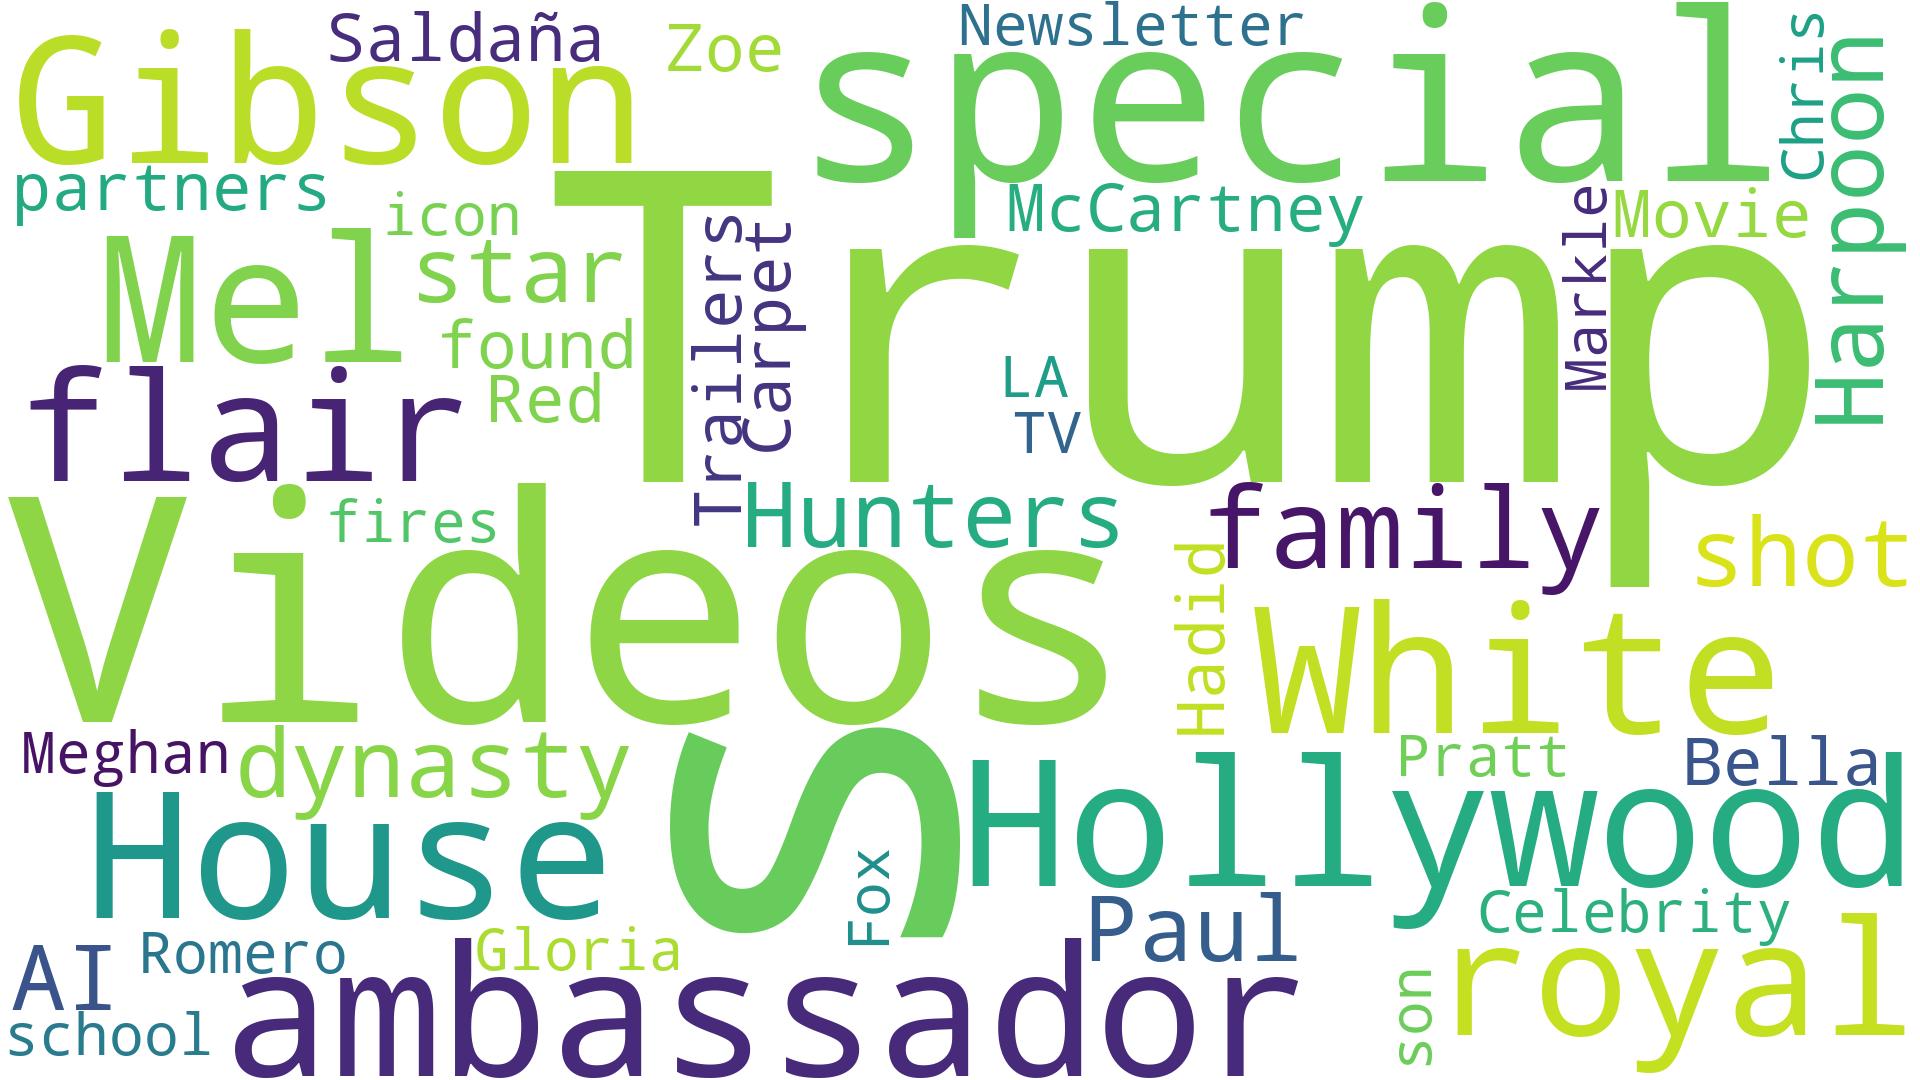 Saldaña
Zoe
Newsletter
Gibson
special
Chris
Harpoon
partners
icon
McCartney
Markle
Movie
Mel
star
Trump
Trailers
Carpet
found
LA
Red
TV
flair
Videos
fires
Hunters
family
shot
Hadid
White
Meghan
dynasty
S
Hollywood
Pratt
Bella
House
Fox
Paul
Celebrity
AI
Romero
Gloria
ambassador
royal
son
school